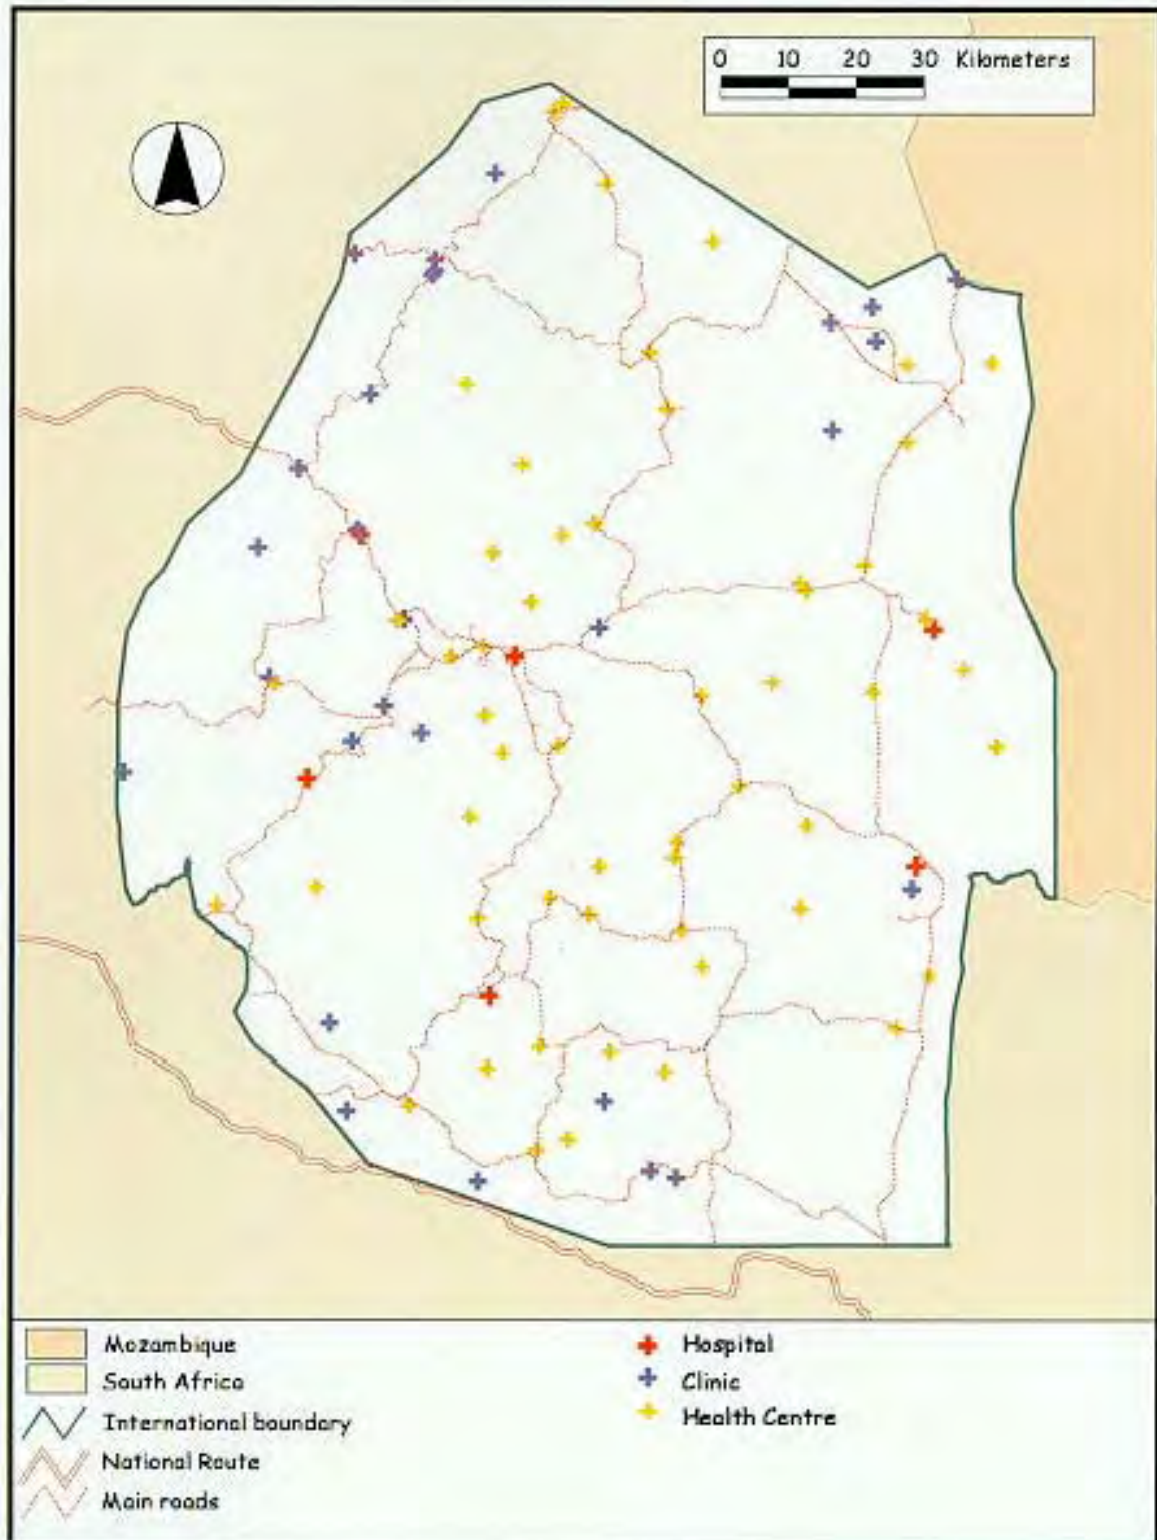 0 10 20 30 Kilometers
Mozambique
South Africa
International boundary
National Route
Main roads
Hospital
Clinic
Health Centre